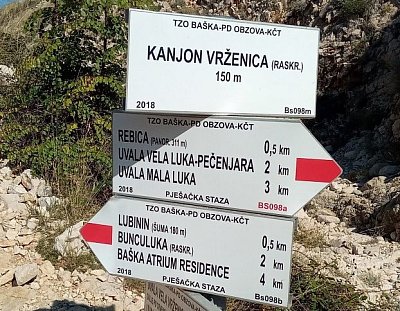 TZO BAŠKA-PD OBZOVA-KČT
KANJON VRŽENICA (RASKR.)
150 m
2018 Bs098m
TZO BAŠKA-PD OBZOVA-KČT
REBICA (PANOR. 311 m) 0,5 km
UVALA VELA LUKA-PEČENJARA 2 km
UVALA MALA LUKA 3 km
2018 PJEŠAČKA STAZA BS098a
TZO BAŠKA-PD OBZOVA-KČT
LUBININ (ŠUMA 180 m) 0,5 km
BUNCULUKA (RASKR.) 2 km
BAŠKA ATRIUM RESIDENCE 4 km
2018 PJEŠAČKA STAZA Bs098b